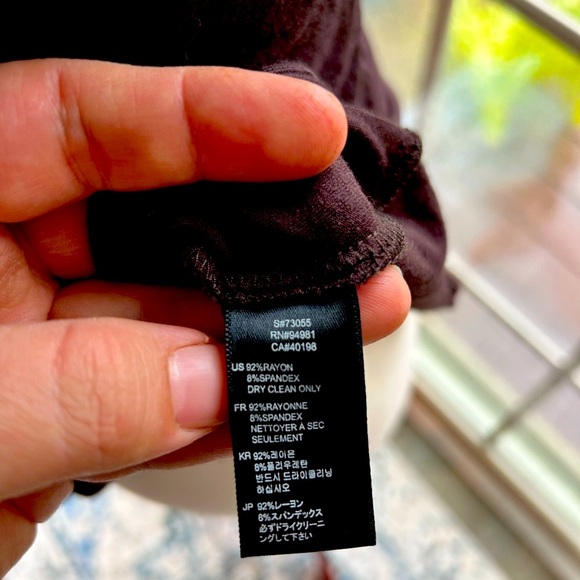 S#73055
RN#94981
CA#40198
US 92%RAYON
8%SPANDEX
DRY CLEAN ONLY
FR 92%RAYONNE
8%SPANDEX
NETTOYER À SEC
SEULEMENT
KR 92%레이온
8%폴리우레탄
반드시 드라이클리닝
하십시오
JP 92%レーヨン
8%スパンデックス
必ずドライクリーニ
ングして下さい